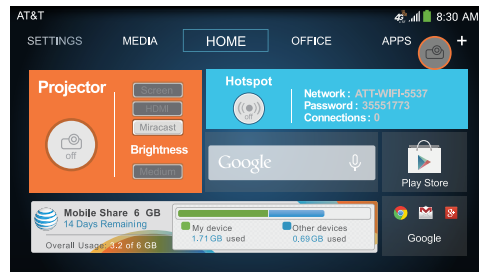 AT&T
4G 8:30 AM
SETTINGS MEDIA HOME OFFICE APPS +
Projector
Screen
HDMI
Miracast
off
Brightness
Medium
Hotspot
off
Network: ATT-WIFI-5537
Password: 35551773
Connections: 0
Google
Play Store
Mobile Share 6 GB
14 Days Remaining
Overall Usage 3.2 of 6 GB
My device
1.71 GB used
Other devices
0.69GB used
Google